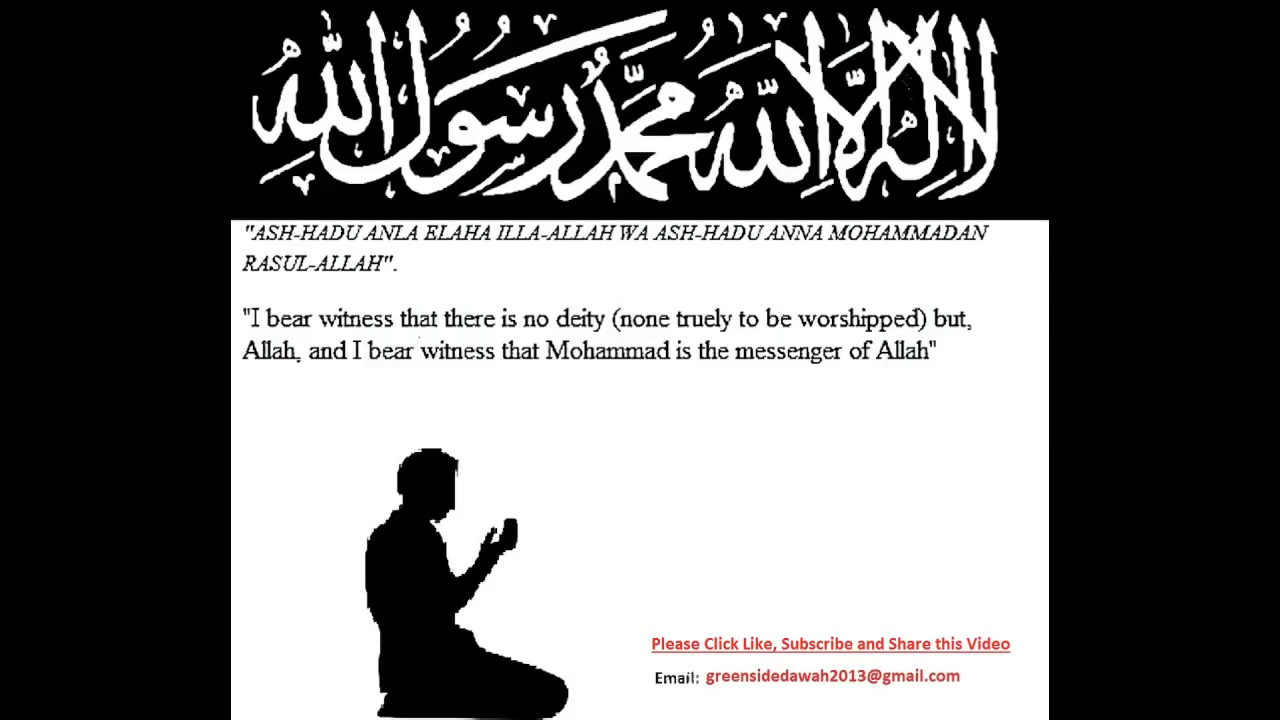 لا إله إلا الله محمد رسول الله
"ASH-HADU ANLA ELAHA ILLA-ALLAH WA ASH-HADU ANNA MOHAMMADAN
RASUL-ALLAH".
"I bear witness that there is no deity (none truely to be worshipped) but,
Allah, and I bear witness that Mohammad is the messenger of Allah"
Please Click Like, Subscribe and Share this Video
Email: greensidedawah2013@gmail.com